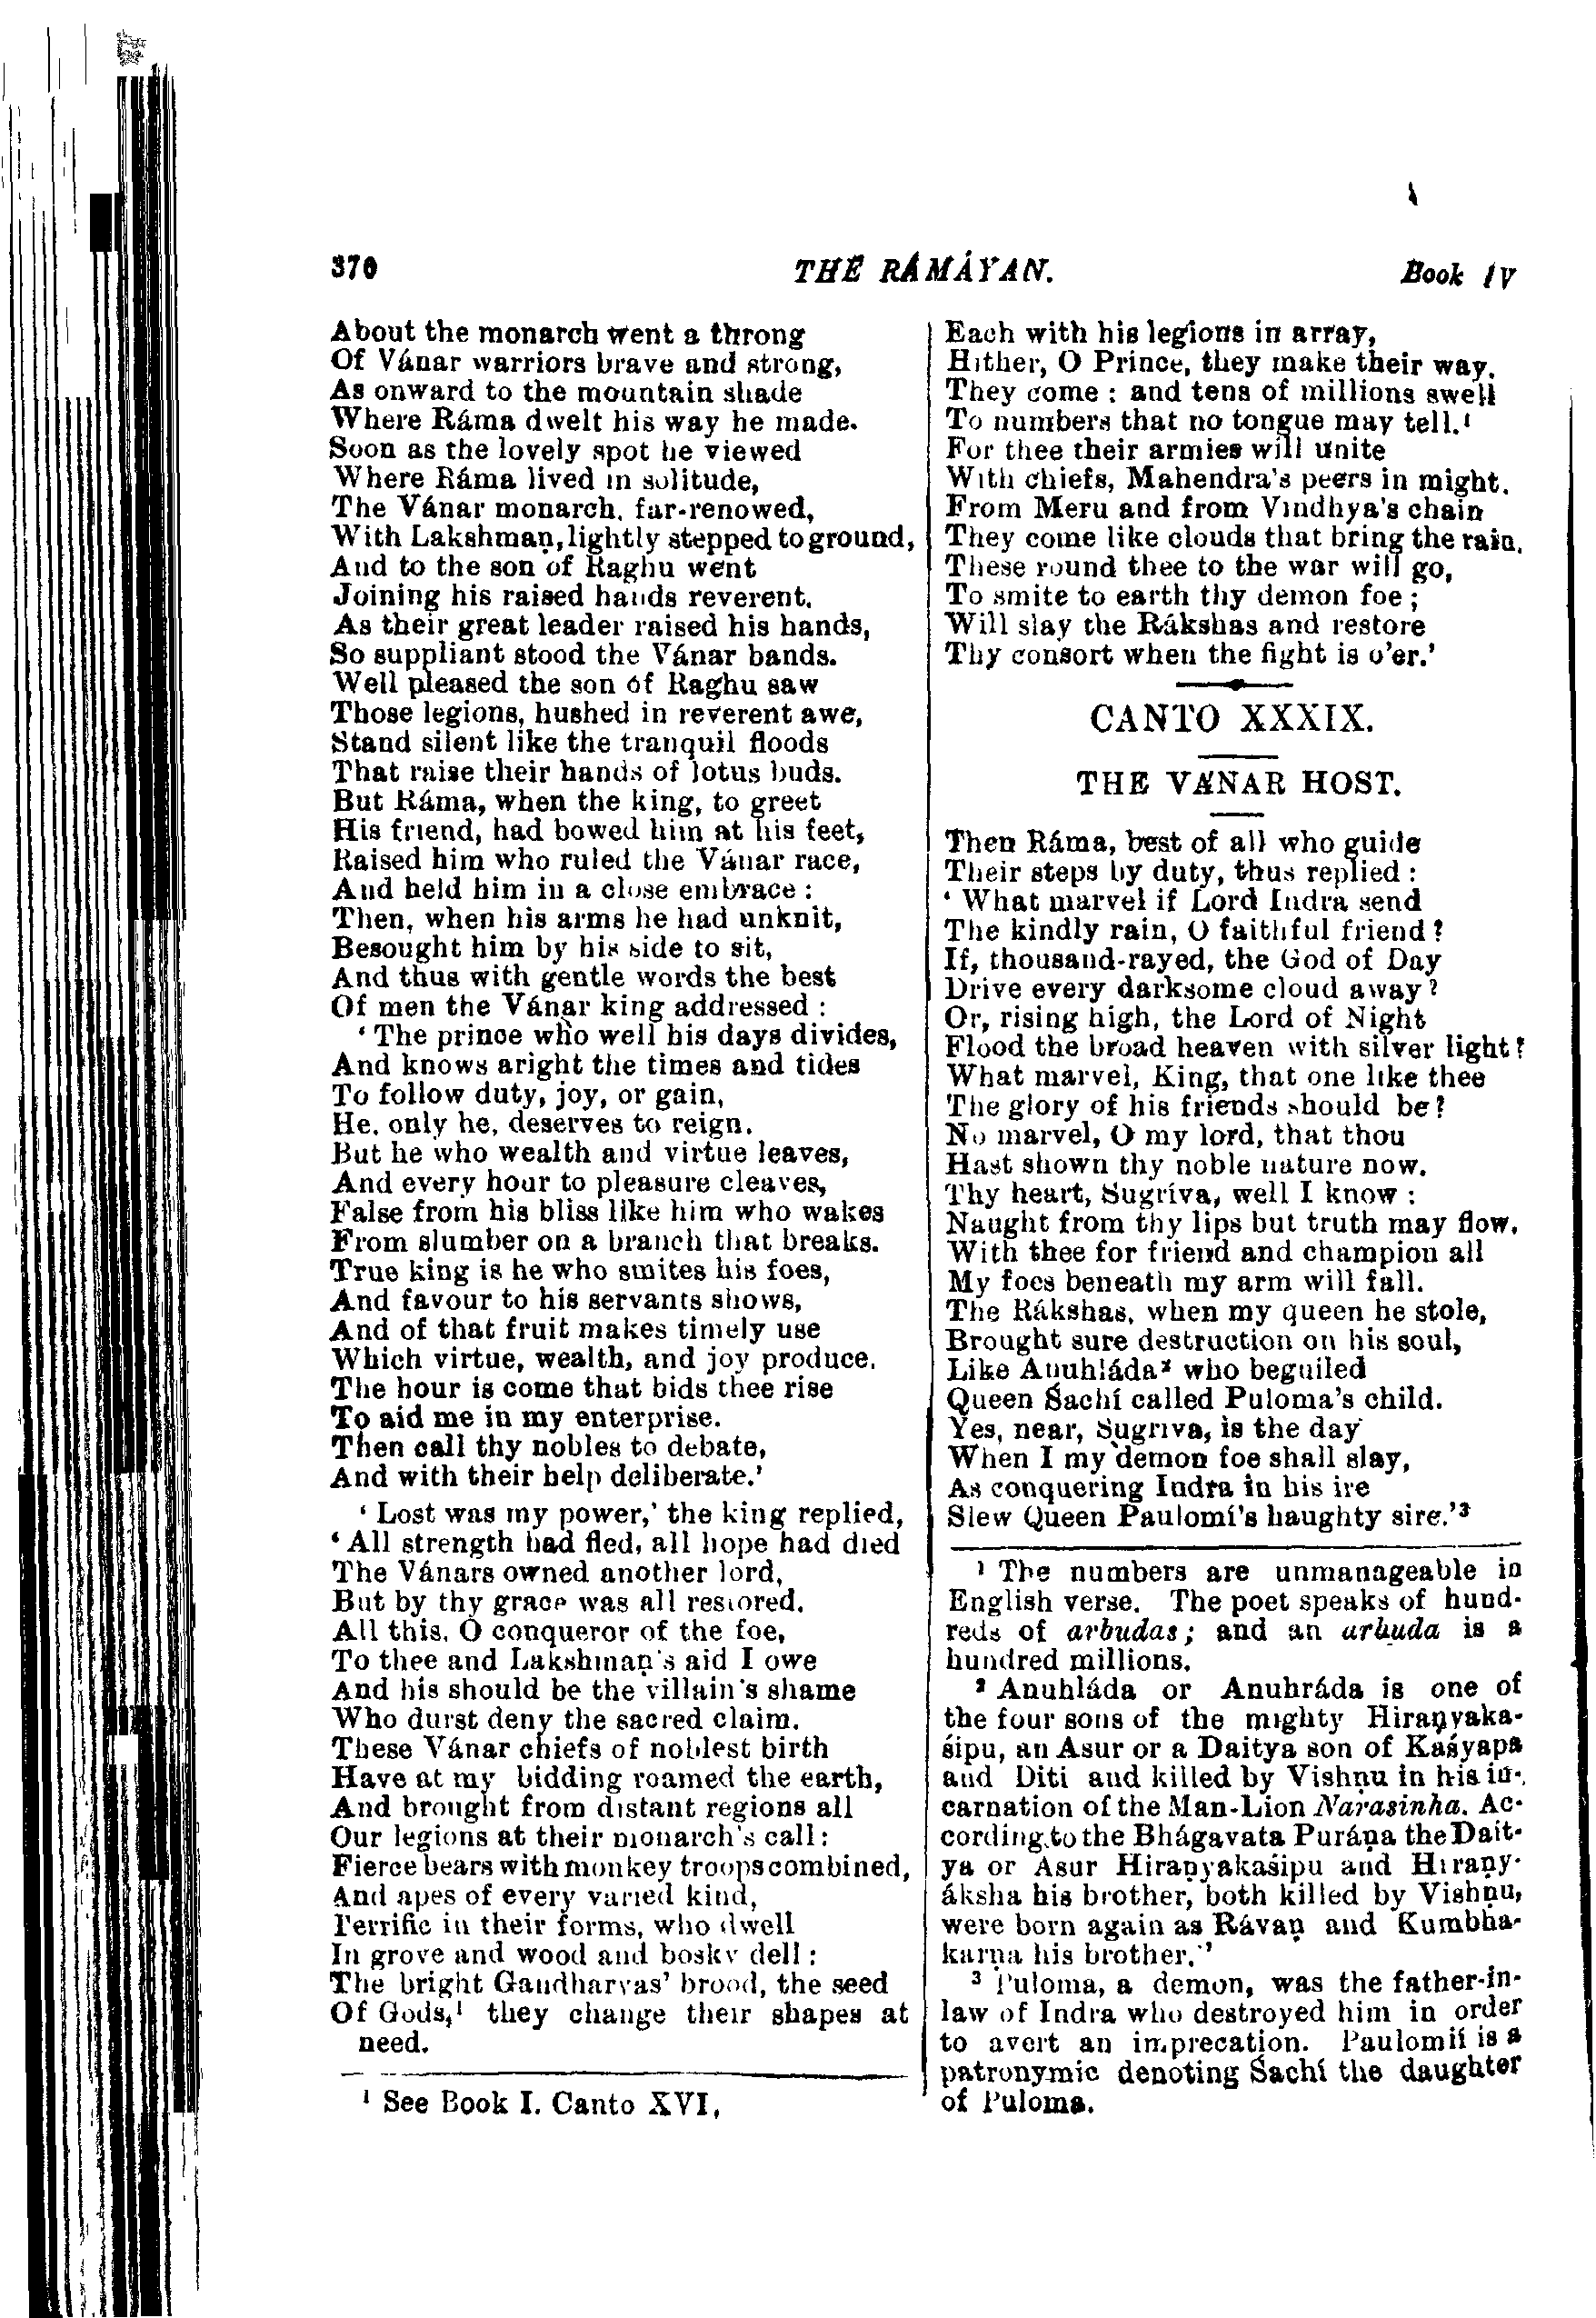 370
THE RÁMÁYAN.
Book IV
About the monarch went a throng
Of Vánar warriors brave and strong,
As onward to the mountain shade
Where Ráma dwelt his way he made.
Soon as the lovely spot he viewed
Where Ráma lived in solitude,
The Vánar monarch, far-renowed,
With Lakshmaṇ, lightly stepped to ground,
And to the son of Raghu went
Joining his raised hands reverent.
As their great leader raised his hands,
So suppliant stood the Vánar bands.
Well pleased the son of Raghu saw
Those legions, hushed in reverent awe,
Stand silent like the tranquil floods
That raise their hands of lotus buds.
But Ráma, when the king, to greet
His friend, had bowed him at his feet,
Raised him who ruled the Vánar race,
And held him in a close embrace :
Then, when his arms he had unknit,
Besought him by his side to sit,
And thus with gentle words the best
Of men the Vánar king addressed :
‘ The prince who well his days divides,
And knows aright the times and tides
To follow duty, joy, or gain,
He, only he, deserves to reign.
But he who wealth and virtue leaves,
And every hour to pleasure cleaves,
False from his bliss like him who wakes
From slumber on a branch that breaks.
True king is he who smites his foes,
And favour to his servants shows,
And of that fruit makes timely use
Which virtue, wealth, and joy produce.
The hour is come that bids thee rise
To aid me in my enterprise.
Then call thy nobles to debate,
And with their help deliberate.’
‘ Lost was my power,’ the king replied,
‘ All strength had fled, all hope had died
The Vánars owned another lord,
But by thy grace was all restored.
All this, O conqueror of the foe,
To thee and Lakshmaṇ's aid I owe
And his should be the villain's shame
Who durst deny the sacred claim.
These Vánar chiefs of noblest birth
Have at my bidding roamed the earth,
And brought from distant regions all
Our legions at their monarch's call:
Fierce bears with monkey troops combined,
And apes of every varied kind,
Terrific in their forms, who dwell
In grove and wood and bosky dell :
The bright Gandharvas’ brood, the seed
Of Gods,¹ they change their shapes at
need.
¹ See Book I. Canto XVI,
Each with his legions in array,
Hither, O Prince, they make their way.
They come : and tens of millions swell
To numbers that no tongue may tell.¹
For thee their armies will unite
With chiefs, Mahendra's peers in might.
From Meru and from Vindhya's chain
They come like clouds that bring the rain.
These round thee to the war will go,
To smite to earth thy demon foe ;
Will slay the Rákshas and restore
Thy consort when the fight is o'er.’
CANTO XXXIX.
THE VÁNAR HOST.
Then Ráma, best of all who guide
Their steps by duty, thus replied :
‘ What marvel if Lord Indra send
The kindly rain, O faithful friend ?
If, thousand-rayed, the God of Day
Drive every darksome cloud away ?
Or, rising high, the Lord of Night
Flood the broad heaven with silver light ?
What marvel, King, that one like thee
The glory of his friends should be ?
No marvel, O my lord, that thou
Hast shown thy noble nature now.
Thy heart, Sugríva, well I know :
Naught from thy lips but truth may flow.
With thee for friend and champion all
My foes beneath my arm will fall.
The Rákshas, when my queen he stole,
Brought sure destruction on his soul,
Like Anuhláda² who beguiled
Queen Śachí called Puloma's child.
Yes, near, Sugríva, is the day
When I my demon foe shall slay,
As conquering Indra in his ire
Slew Queen Paulomí's haughty sire.’³
¹ The numbers are unmanageable in
English verse. The poet speaks of hund-
reds of arbudas; and an arbuda is a
hundred millions.
² Anuhláda or Anuhráda is one of
the four sons of the mighty Hiraṇyaka-
śipu, an Asur or a Daitya son of Kaśyapa
and Diti and killed by Vishṇu in his in-
carnation of the Man-Lion Narasinha. Ac-
cording to the Bhágavata Puráṇa the Dait-
ya or Asur Hiraṇyakaśipu and Hiraṇy-
áksha his brother, both killed by Vishṇu,
were born again as Rávaṇ and Kumbha-
karṇa his brother.”
³ Puloma, a demon, was the father-in-
law of Indra who destroyed him in order
to avert an imprecation. Paulomíi is a
patronymic denoting Śachí the daughter
of Puloma.